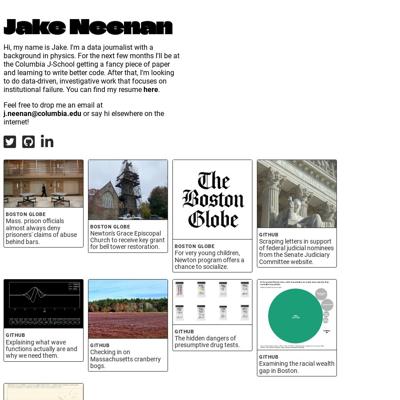 Jake Neenan
Hi, my name is Jake. I'm a data journalist with a
background in physics. For the next few months I'll be at
the Columbia J-School getting a fancy piece of paper
and learning to write better code. After that, I'm looking
to do data-driven, investigative work that focuses on
institutional failure. You can find my resume here.
Feel free to drop me an email at
j.neenan@columbia.edu or say hi elsewhere on the
internet!
BOSTON GLOBE
Mass. prison officials
almost always deny
prisoners' claims of abuse
behind bars.
BOSTON GLOBE
Newton's Grace Episcopal
Church to receive key grant
for bell tower restoration.
The
Boston
Globe
BOSTON GLOBE
For very young children,
Newton program offers a
chance to socialize.
GITHUB
Scraping letters in support
of federal judicial nominees
from the Senate Judiciary
Committee website.
GITHUB
Explaining what wave
functions actually are and
why we need them.
GITHUB
Checking in on
Massachusetts cranberry
bogs.
GITHUB
The hidden dangers of
presumptive drug tests.
GITHUB
Examining the racial wealth
gap in Boston.